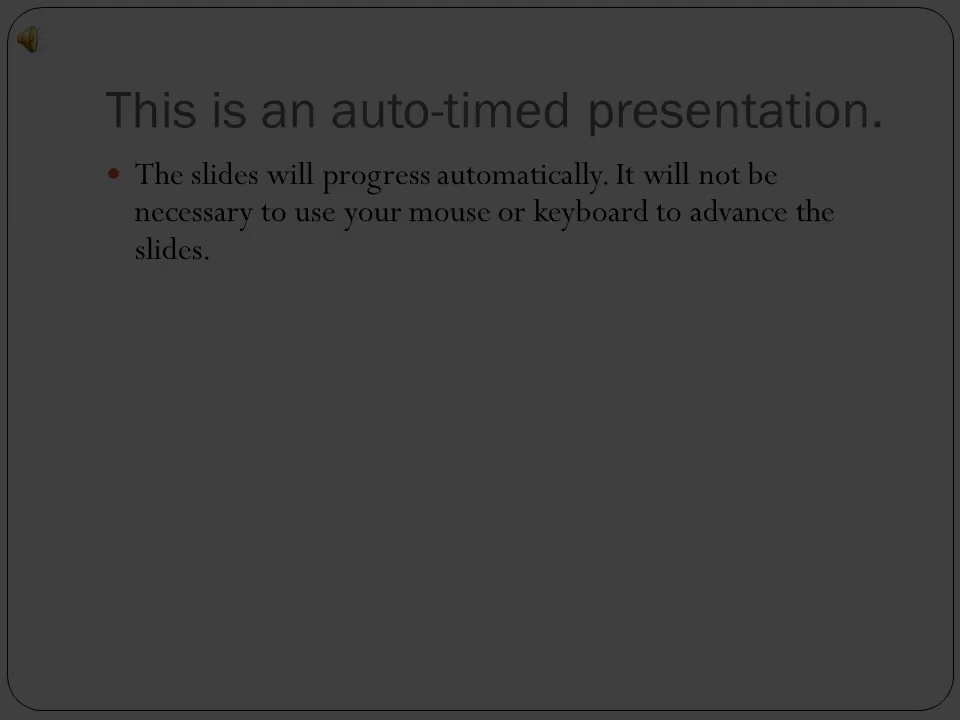 This is an auto-timed presentation.
• The slides will progress automatically. It will not be
necessary to use your mouse or keyboard to advance the
slides.